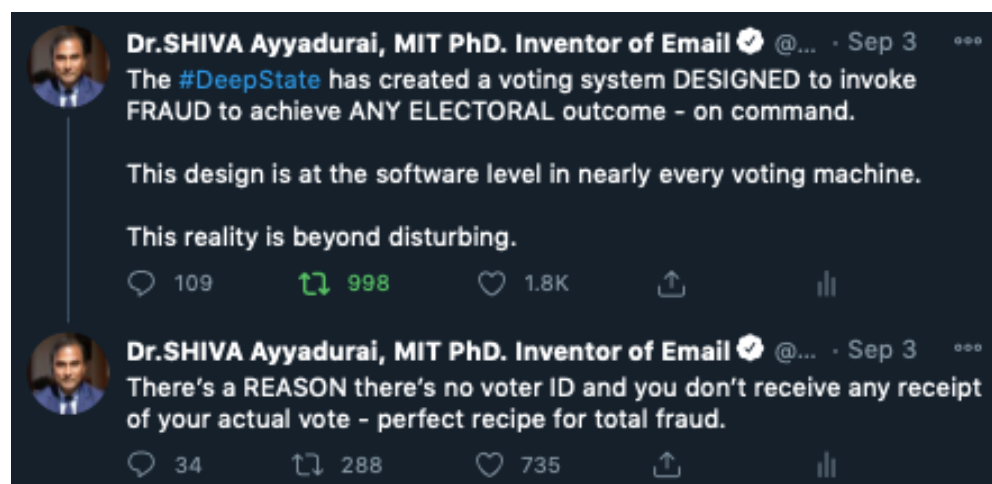 Dr.SHIVA Ayyadurai, MIT PhD. Inventor of Email @... · Sep 3
The #DeepState has created a voting system DESIGNED to invoke
FRAUD to achieve ANY ELECTORAL outcome - on command.
This design is at the software level in nearly every voting machine.
This reality is beyond disturbing.
109 998 1.8K
Dr.SHIVA Ayyadurai, MIT PhD. Inventor of Email @... · Sep 3
There's a REASON there's no voter ID and you don't receive any receipt
of your actual vote - perfect recipe for total fraud.
34 288 735